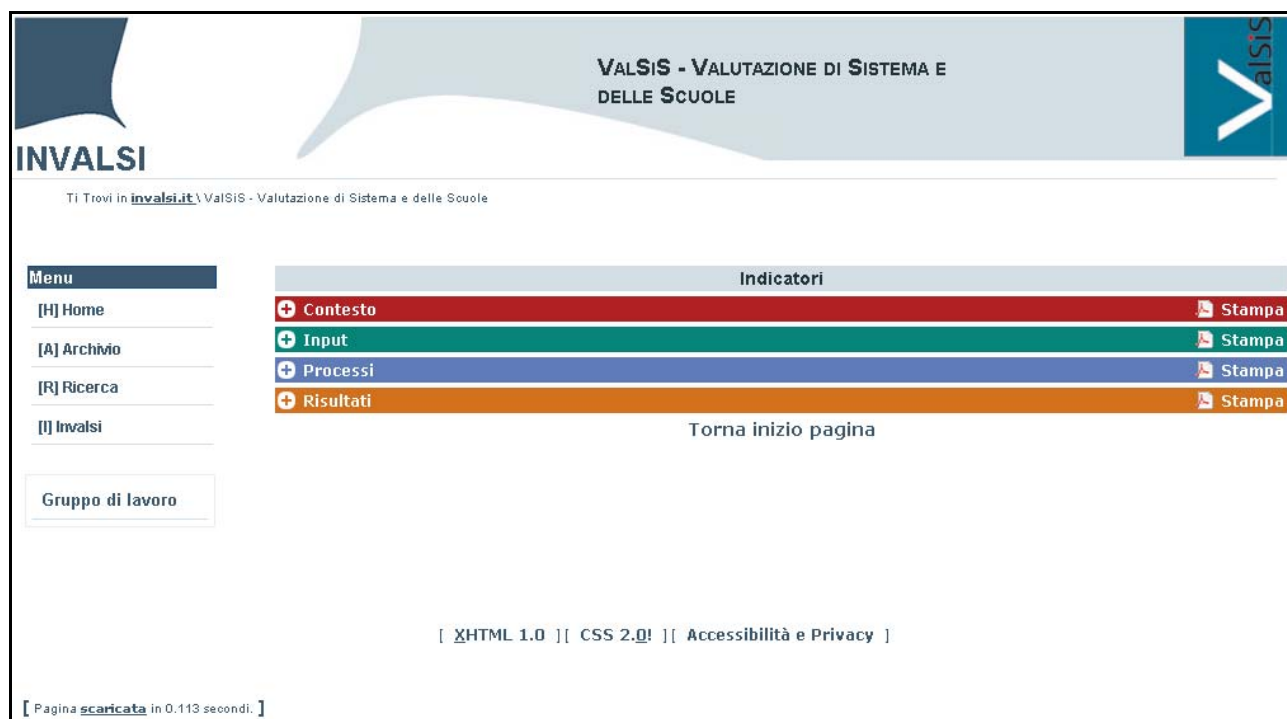 VALSIS - VALUTAZIONE DI SISTEMA E
DELLE SCUOLE
ValSiS
INVALSI
Ti Trovi in invalsi.it \ ValSiS - Valutazione di Sistema e delle Scuole
Menu
[H] Home
[A] Archivio
[R] Ricerca
[I] Invalsi
Gruppo di lavoro
Indicatori
Contesto Stampa
Input Stampa
Processi Stampa
Risultati Stampa
Torna inizio pagina
[ XHTML 1.0 ][ CSS 2.0! ][ Accessibilità e Privacy ]
[ Pagina scaricata in 0.113 secondi. ]